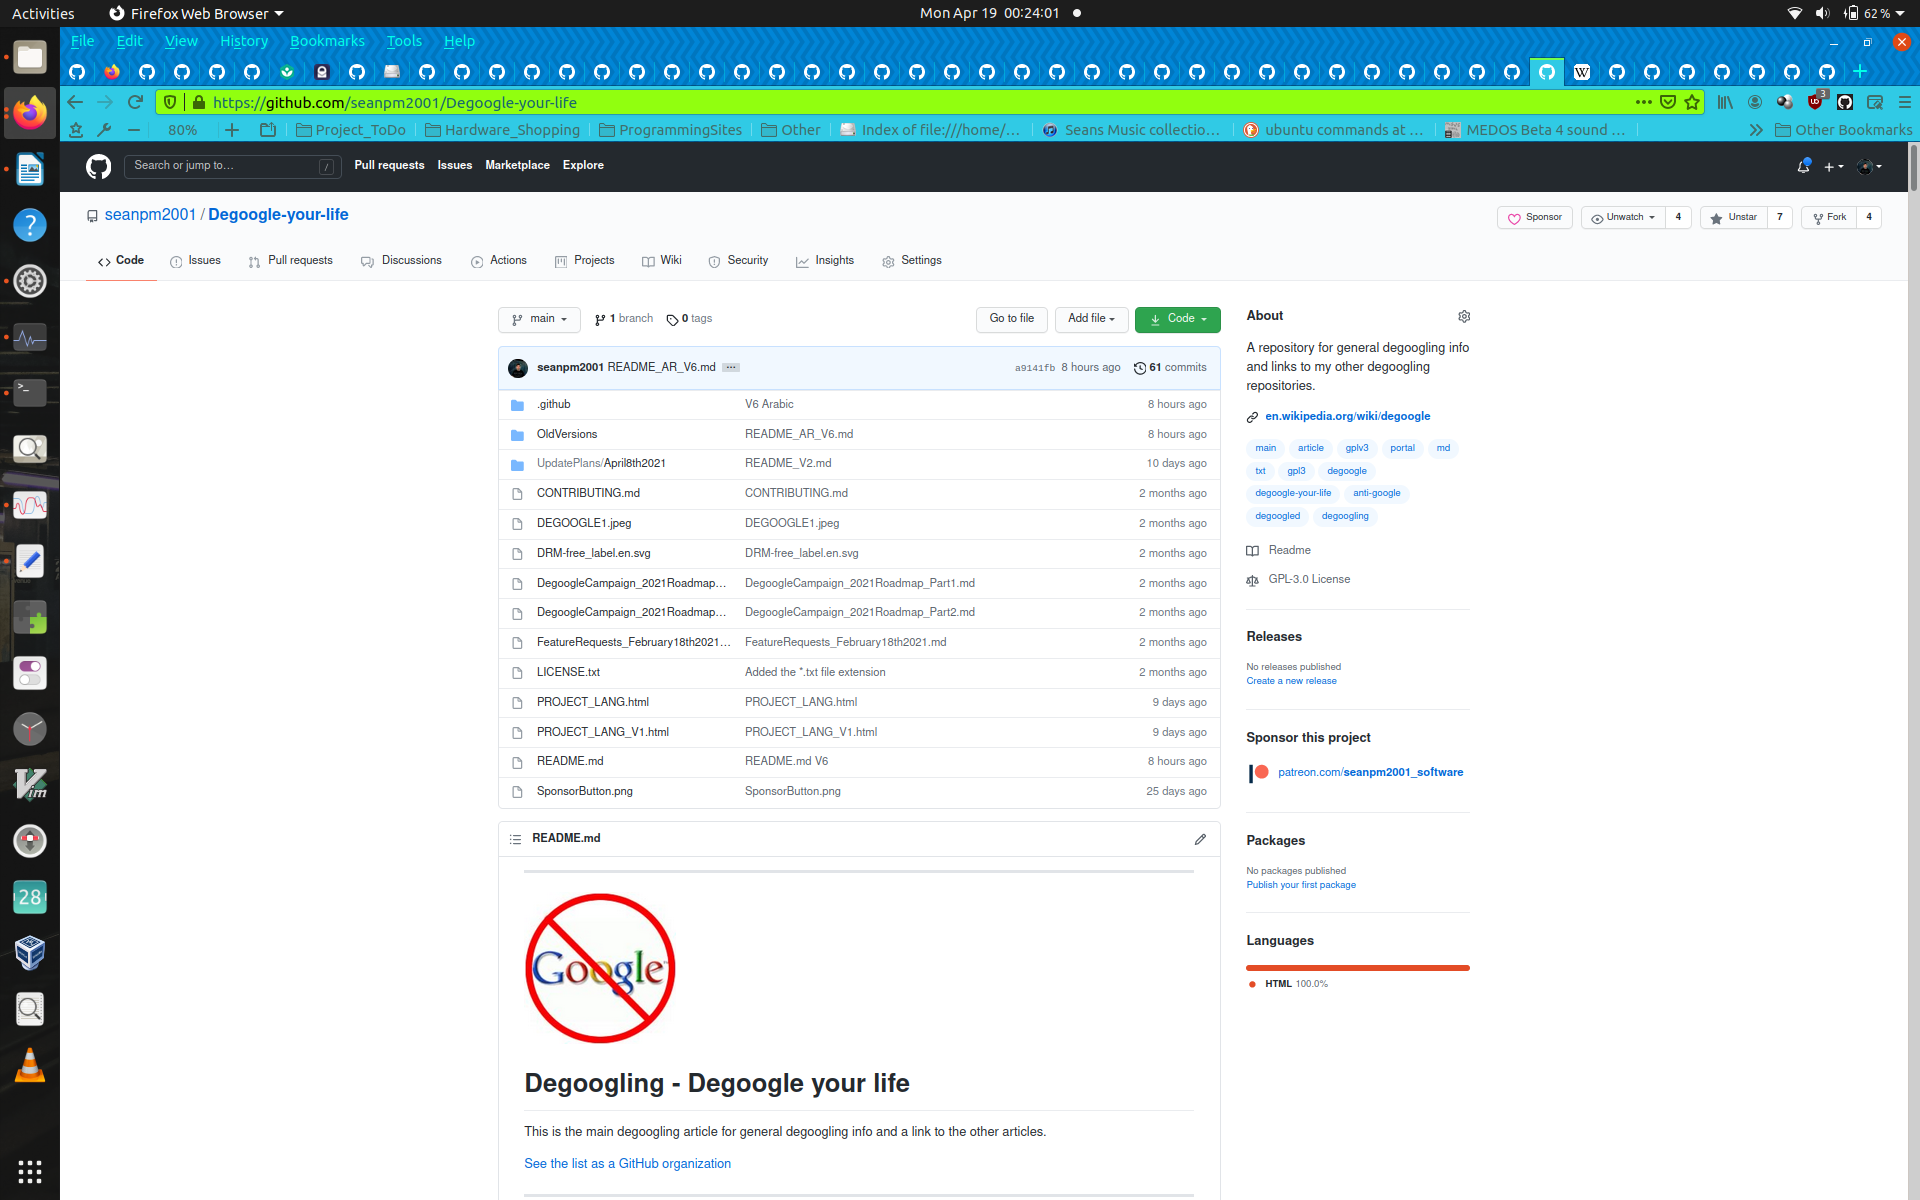 Activities Firefox Web Browser Mon Apr 19 00:24:01 62 %
File Edit View History Bookmarks Tools Help
https://github.com/seanpm2001/Degoogle-your-life 3
80% Project_ToDo Hardware_Shopping ProgrammingSites Other Index of file:///home/... Seans Music collectio... ubuntu commands at ... MEDOS Beta 4 sound ... Other Bookmarks
Search or jump to... / Pull requests Issues Marketplace Explore
seanpm2001 / Degoogle-your-life Sponsor Unwatch 4 Unstar 7 Fork 4
Code Issues Pull requests Discussions Actions Projects Wiki Security Insights Settings
main 1 branch 0 tags Go to file Add file Code
seanpm2001 README_AR_V6.md ... a9141fb 8 hours ago 61 commits
.github V6 Arabic 8 hours ago
OldVersions README_AR_V6.md 8 hours ago
UpdatePlans/April8th2021 README_V2.md 10 days ago
CONTRIBUTING.md CONTRIBUTING.md 2 months ago
DEGOOGLE1.jpeg DEGOOGLE1.jpeg 2 months ago
DRM-free_label.en.svg DRM-free_label.en.svg 2 months ago
DegoogleCampaign_2021Roadmap... DegoogleCampaign_2021Roadmap_Part1.md 2 months ago
DegoogleCampaign_2021Roadmap... DegoogleCampaign_2021Roadmap_Part2.md 2 months ago
FeatureRequests_February18th2021... FeatureRequests_February18th2021.md 2 months ago
LICENSE.txt Added the *.txt file extension 2 months ago
PROJECT_LANG.html PROJECT_LANG.html 9 days ago
PROJECT_LANG_V1.html PROJECT_LANG_V1.html 9 days ago
README.md README.md V6 8 hours ago
SponsorButton.png SponsorButton.png 25 days ago
README.md
Google
Degoogling - Degoogle your life
This is the main degoogling article for general degoogling info and a link to the other articles.
See the list as a GitHub organization
About
A repository for general degoogling info
and links to my other degoogling
repositories.
en.wikipedia.org/wiki/degoogle
main article gplv3 portal md
txt gpl3 degoogle
degoogle-your-life anti-google
degoogled degoogling
Readme
GPL-3.0 License
Releases
No releases published
Create a new release
Sponsor this project
patreon.com/seanpm2001_software
Packages
No packages published
Publish your first package
Languages
HTML 100.0%
28